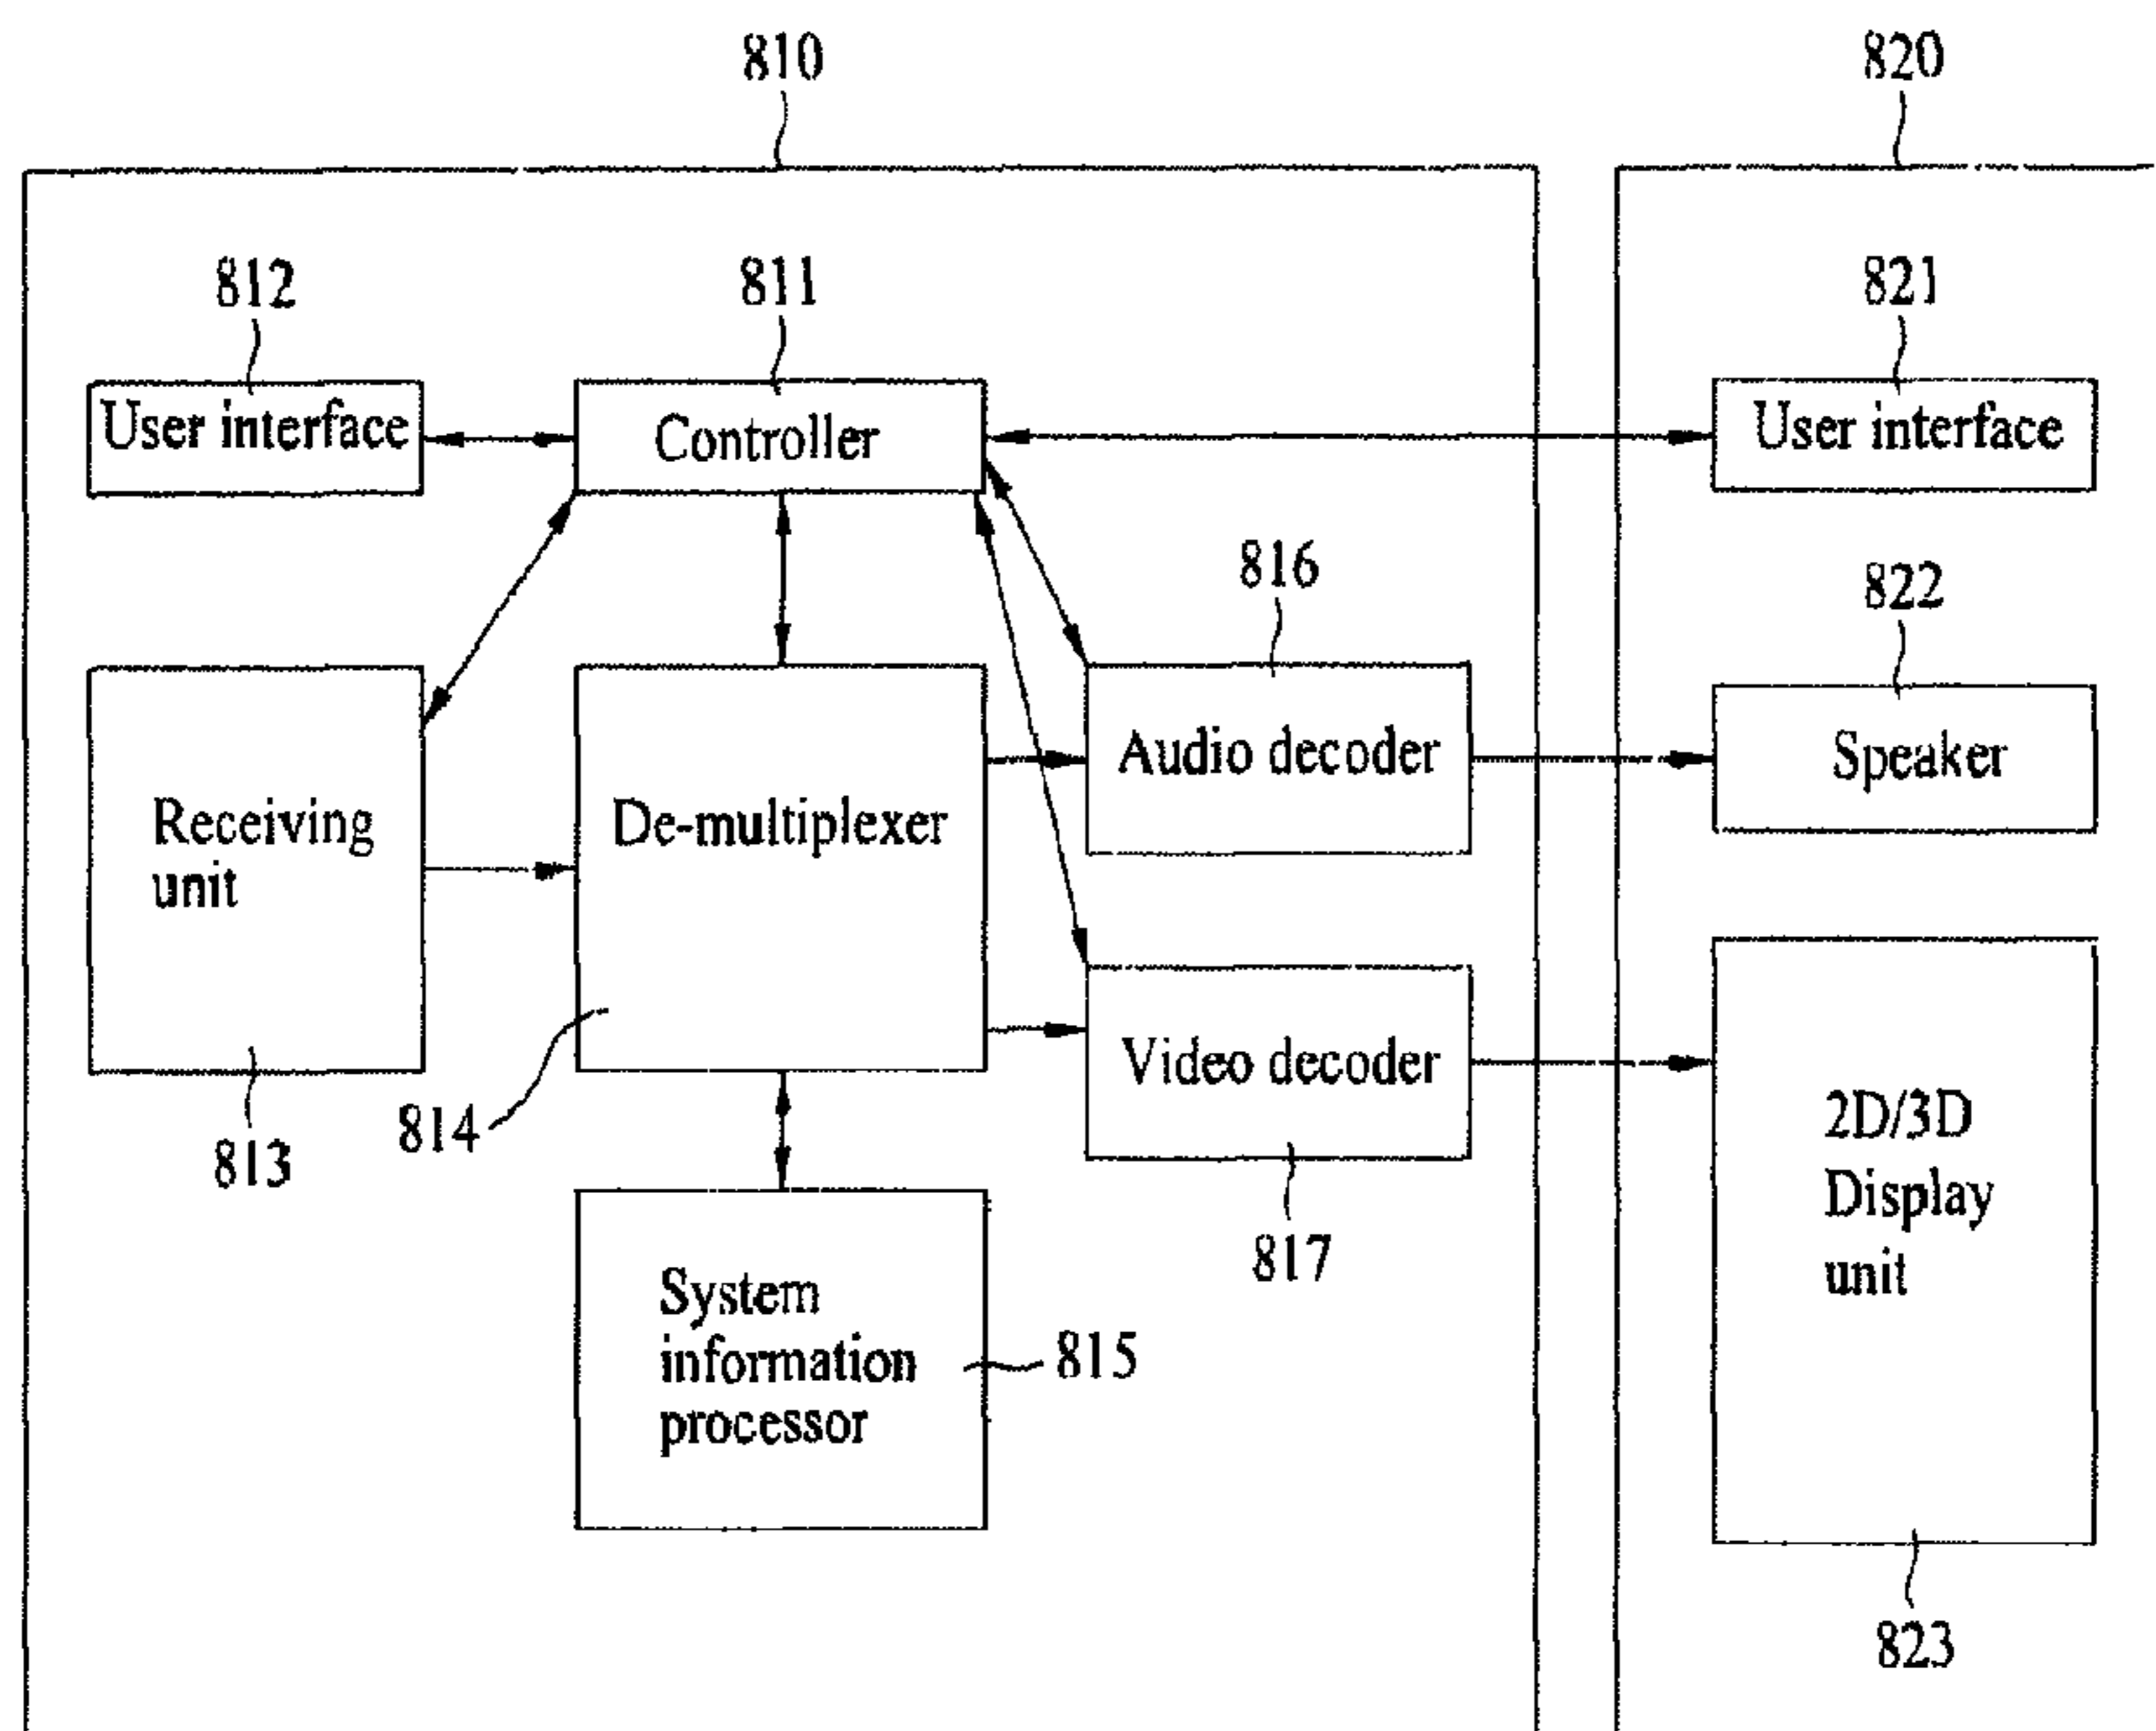 810
820
812
811
821
User interface
Controller
User interface
816
822
Receiving
unit
De-multiplexer
Audio decoder
Speaker
813
814
Video decoder
817
2D/3D
Display
unit
System
information
processor
815
823